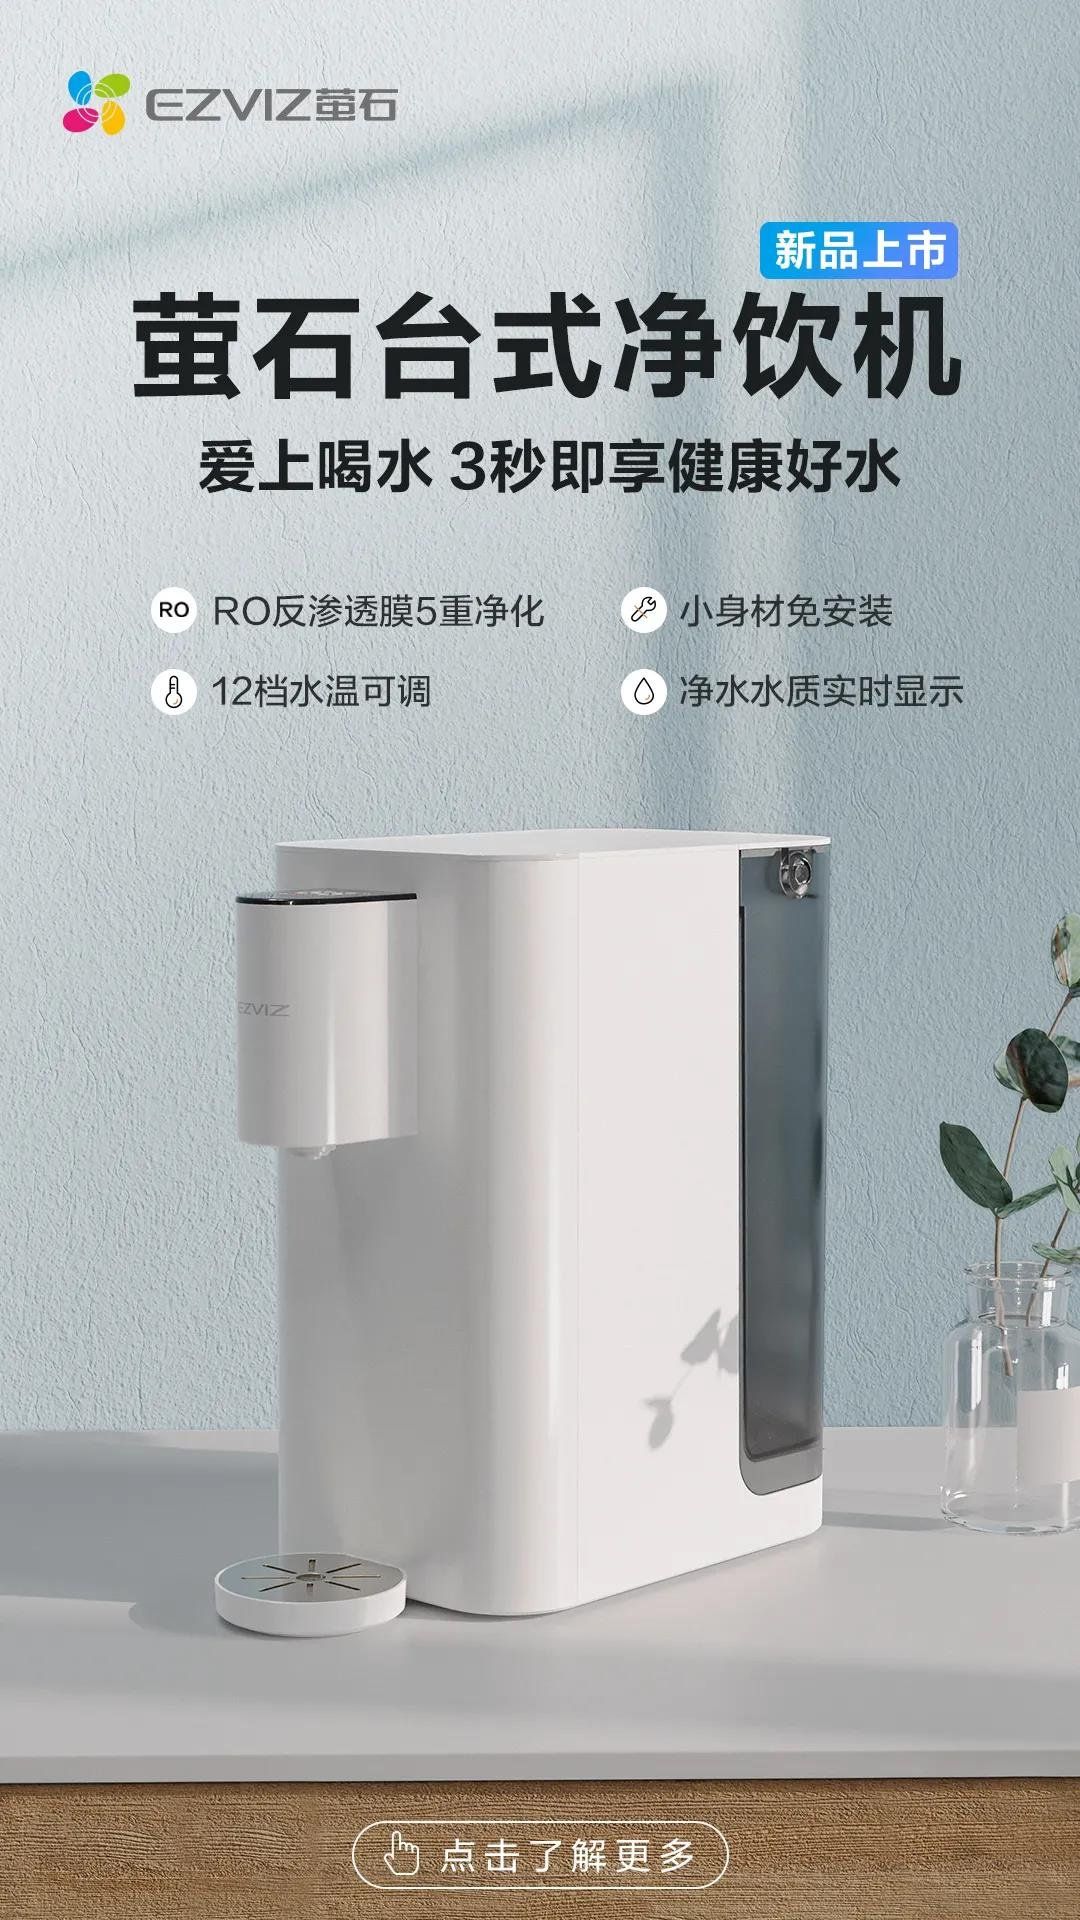 EZVIZ萤石
新品上市
萤石台式净饮机
爱上喝水 3秒即享健康好水
RO RO反渗透膜5重净化
小身材免安装
12档水温可调
净水水质实时显示
EZVIZ
点击了解更多